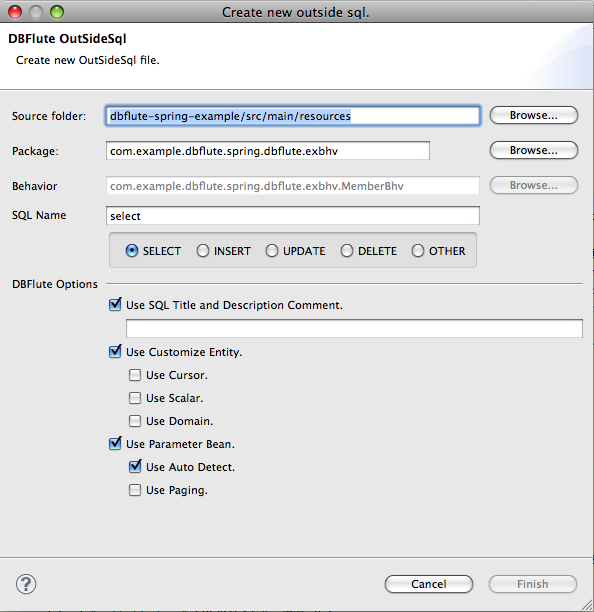 Create new outside sql.
DBFlute OutSideSql
Create new OutSideSql file.
Source folder: dbflute-spring-example/src/main/resources Browse...
Package: com.example.dbflute.spring.dbflute.exbhv Browse...
Behavior com.example.dbflute.spring.dbflute.exbhv.MemberBhv Browse...
SQL Name select
SELECT INSERT UPDATE DELETE OTHER
DBFlute Options
Use SQL Title and Description Comment.
Use Customize Entity.
Use Cursor.
Use Scalar.
Use Domain.
Use Parameter Bean.
Use Auto Detect.
Use Paging.
? Cancel Finish